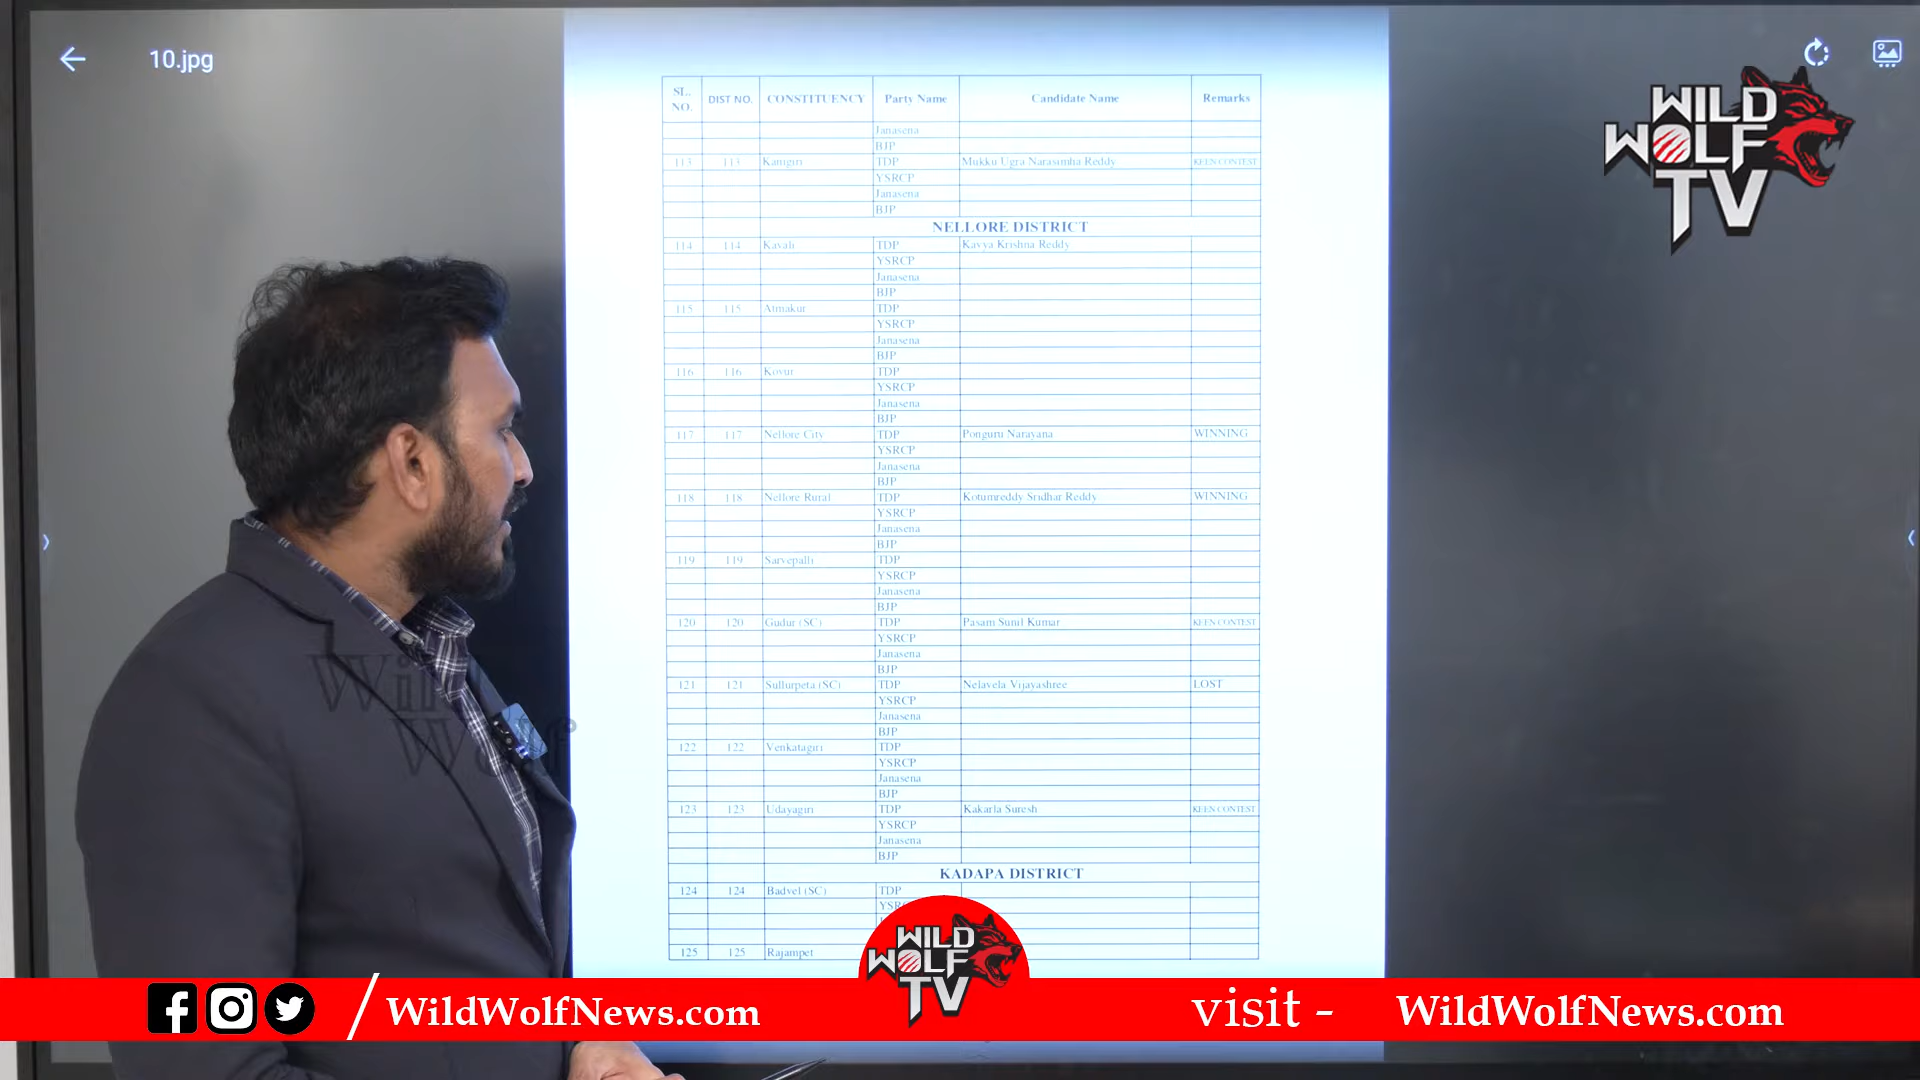 10.jpg
WILD
WOLF
TV
SL. NO. DIST NO. CONSTITUENCY Party Name Candidate Name Remarks
Janasena
BJP
113 113 Kanigiri TDP Mukku Ugra Narasimha Reddy KEEN CONTEST
YSRCP
Janasena
BJP
NELLORE DISTRICT
114 114 Kavali TDP Kavya Krishna Reddy
YSRCP
Janasena
BJP
115 115 Atmakur TDP
YSRCP
Janasena
BJP
116 116 Kovur TDP
YSRCP
Janasena
BJP
117 117 Nellore City TDP Ponguru Narayana WINNING
YSRCP
Janasena
BJP
118 118 Nellore Rural TDP Kotumreddy Sridhar Reddy WINNING
YSRCP
Janasena
BJP
119 119 Sarvepalli TDP
YSRCP
Janasena
BJP
120 120 Gudur (SC) TDP Pasam Sunil Kumar KEEN CONTEST
YSRCP
Janasena
BJP
121 121 Sullurpeta (SC) TDP Nelavela Vijayashree LOST
YSRCP
Janasena
BJP
122 122 Venkatagiri TDP
YSRCP
Janasena
BJP
123 123 Udayagiri TDP Kakarla Suresh KEEN CONTEST
YSRCP
Janasena
BJP
KADAPA DISTRICT
124 124 Badvel (SC) TDP
125 125 Rajampet
Wild
WILD
WOLF
TV
WildWolfNews.com
visit - WildWolfNews.com